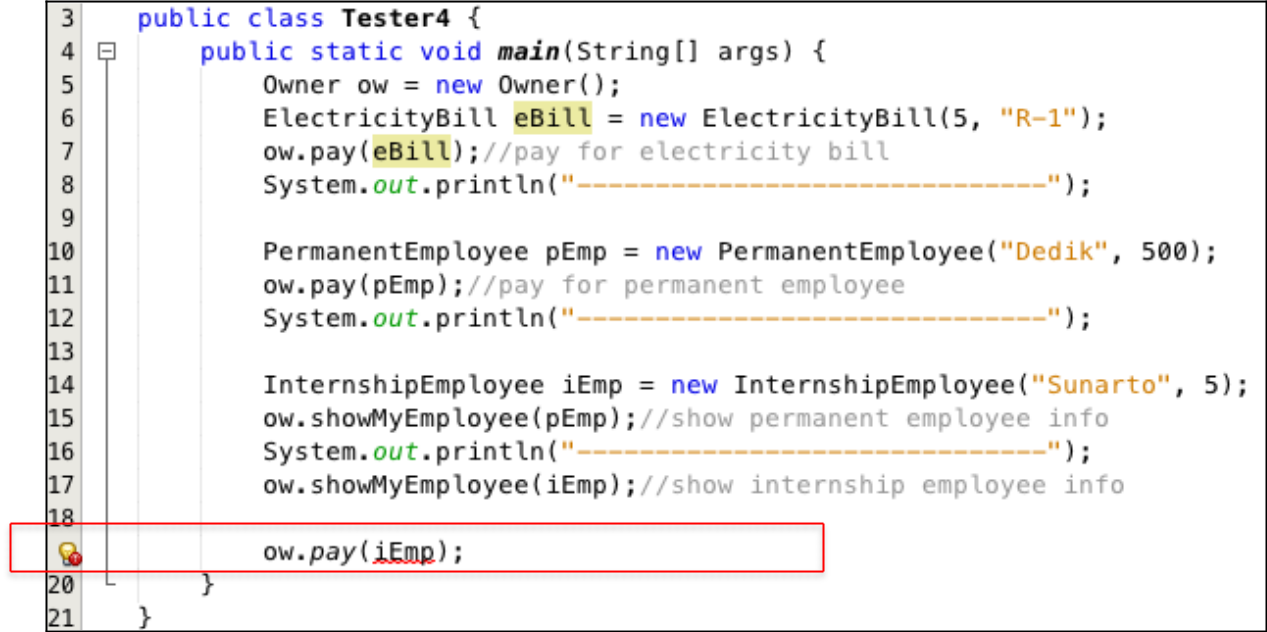 3 public class Tester4 {
4 public static void main(String[] args) {
5 Owner ow = new Owner();
6 ElectricityBill eBill = new ElectricityBill(5, "R-1");
7 ow.pay(eBill);//pay for electricity bill
8 System.out.println("------------------------------");
9
10 PermanentEmployee pEmp = new PermanentEmployee("Dedik", 500);
11 ow.pay(pEmp);//pay for permanent employee
12 System.out.println("------------------------------");
13
14 InternshipEmployee iEmp = new InternshipEmployee("Sunarto", 5);
15 ow.showMyEmployee(pEmp);//show permanent employee info
16 System.out.println("------------------------------");
17 ow.showMyEmployee(iEmp);//show internship employee info
18
ow.pay(iEmp);
20 }
21 }